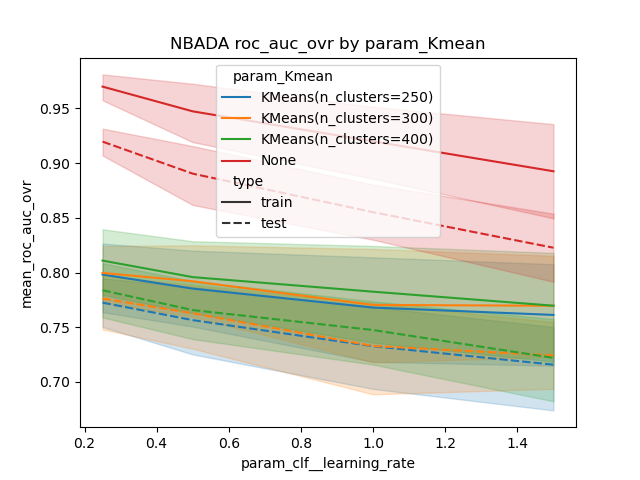 NBADA roc_auc_ovr by param_Kmean
param_Kmean
KMeans(n_clusters=250)
KMeans(n_clusters=300)
KMeans(n_clusters=400)
None
type
train
test
mean_roc_auc_ovr
0.95
0.90
0.85
0.80
0.75
0.70
0.2 0.4 0.6 0.8 1.0 1.2 1.4
param_clf__learning_rate